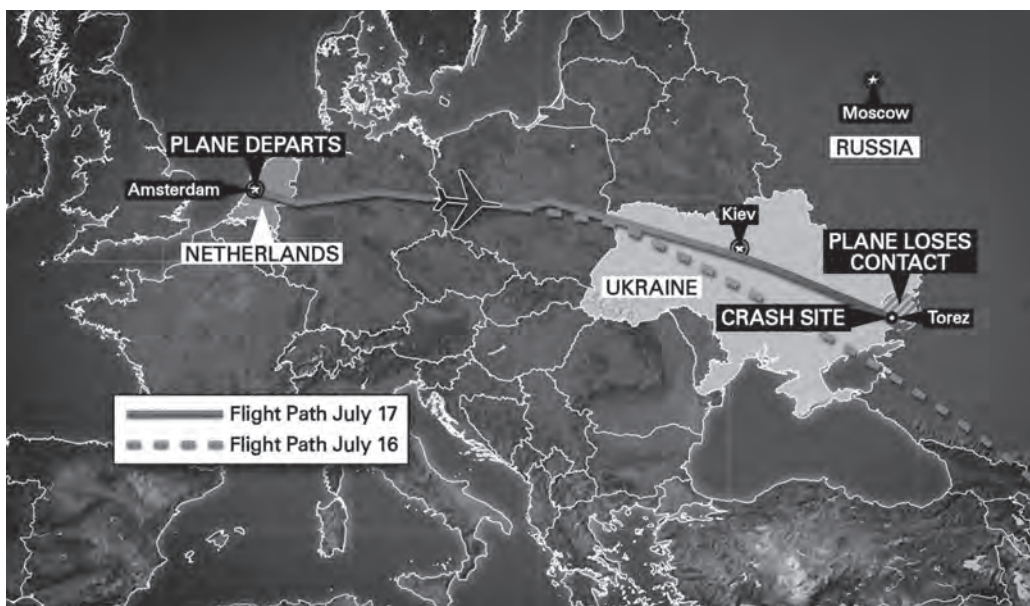 Moscow
RUSSIA
PLANE DEPARTS
Amsterdam
NETHERLANDS
Kiev
PLANE LOSES
CONTACT
UKRAINE
CRASH SITE
Torez
Flight Path July 17
Flight Path July 16